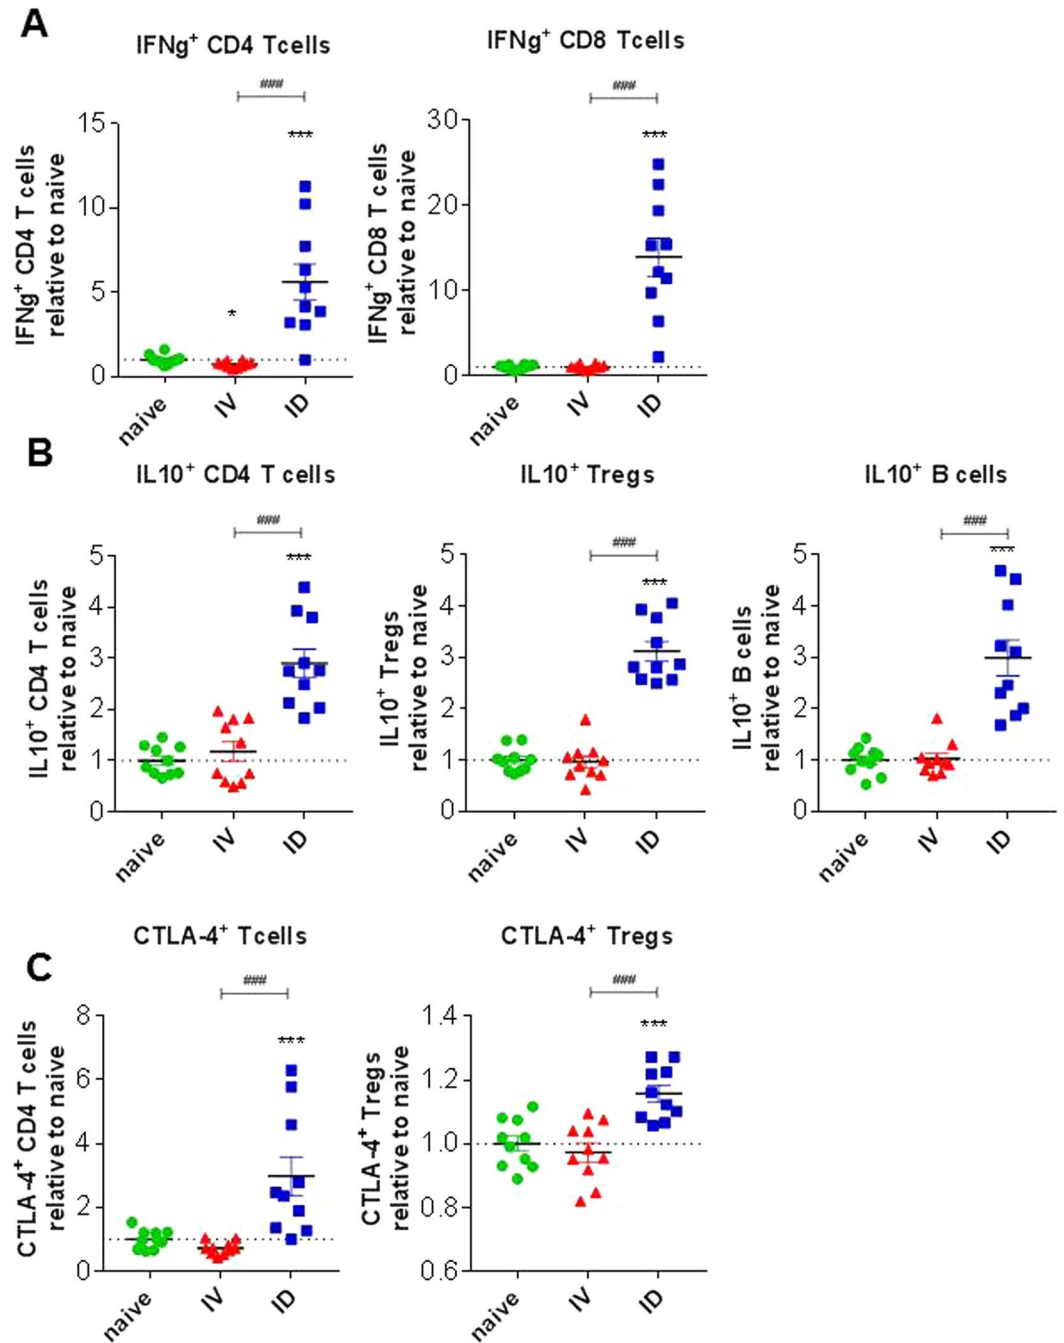 A
IFNg+ CD4 Tcells
###
***
*
15
10
5
0
IFNg+ CD4 T cells
relative to naive
naive
IV
ID
IFNg+ CD8 Tcells
###
***
30
20
10
0
IFNg+ CD8 T cells
relative to naive
naive
IV
ID
B
IL10+ CD4 T cells
###
***
5
4
3
2
1
0
IL10+ CD4 T cells
relative to naive
naive
IV
ID
IL10+ Tregs
###
***
5
4
3
2
1
0
IL10+ Tregs
relative to naive
naive
IV
ID
IL10+ B cells
###
***
5
4
3
2
1
0
IL10+ B cells
relative to naive
naive
IV
ID
C
CTLA-4+ Tcells
###
***
8
6
4
2
0
CTLA-4+ CD4 T cells
relative to naive
naive
IV
ID
CTLA-4+ Tregs
###
***
1.4
1.2
1.0
0.8
0.6
CTLA-4+ Tregs
relative to naive
naive
IV
ID